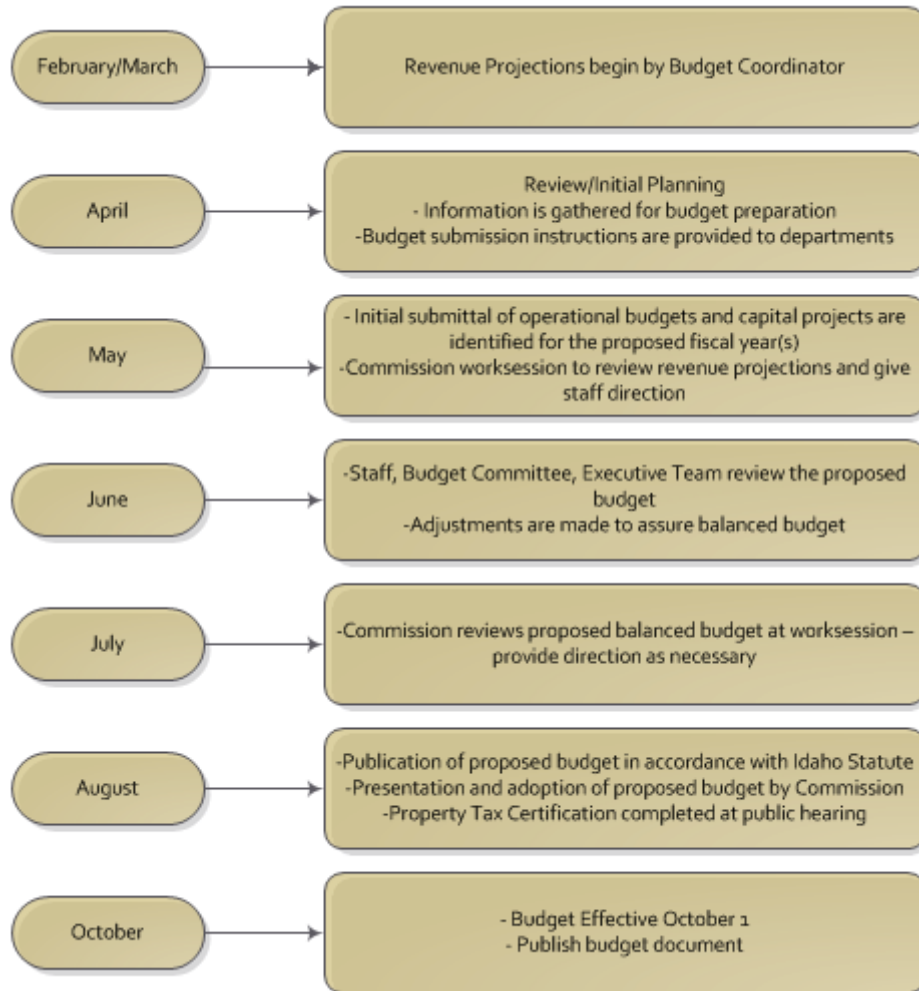 February/March
Revenue Projections begin by Budget Coordinator
April
Review/Initial Planning
- Information is gathered for budget preparation
-Budget submission instructions are provided to departments
May
- Initial submittal of operational budgets and capital projects are
identified for the proposed fiscal year(s)
-Commission worksession to review revenue projections and give
staff direction
June
-Staff, Budget Committee, Executive Team review the proposed
budget
-Adjustments are made to assure balanced budget
July
-Commission reviews proposed balanced budget at worksession –
provide direction as necessary
August
-Publication of proposed budget in accordance with Idaho Statute
-Presentation and adoption of proposed budget by Commission
-Property Tax Certification completed at public hearing
October
- Budget Effective October 1
- Publish budget document